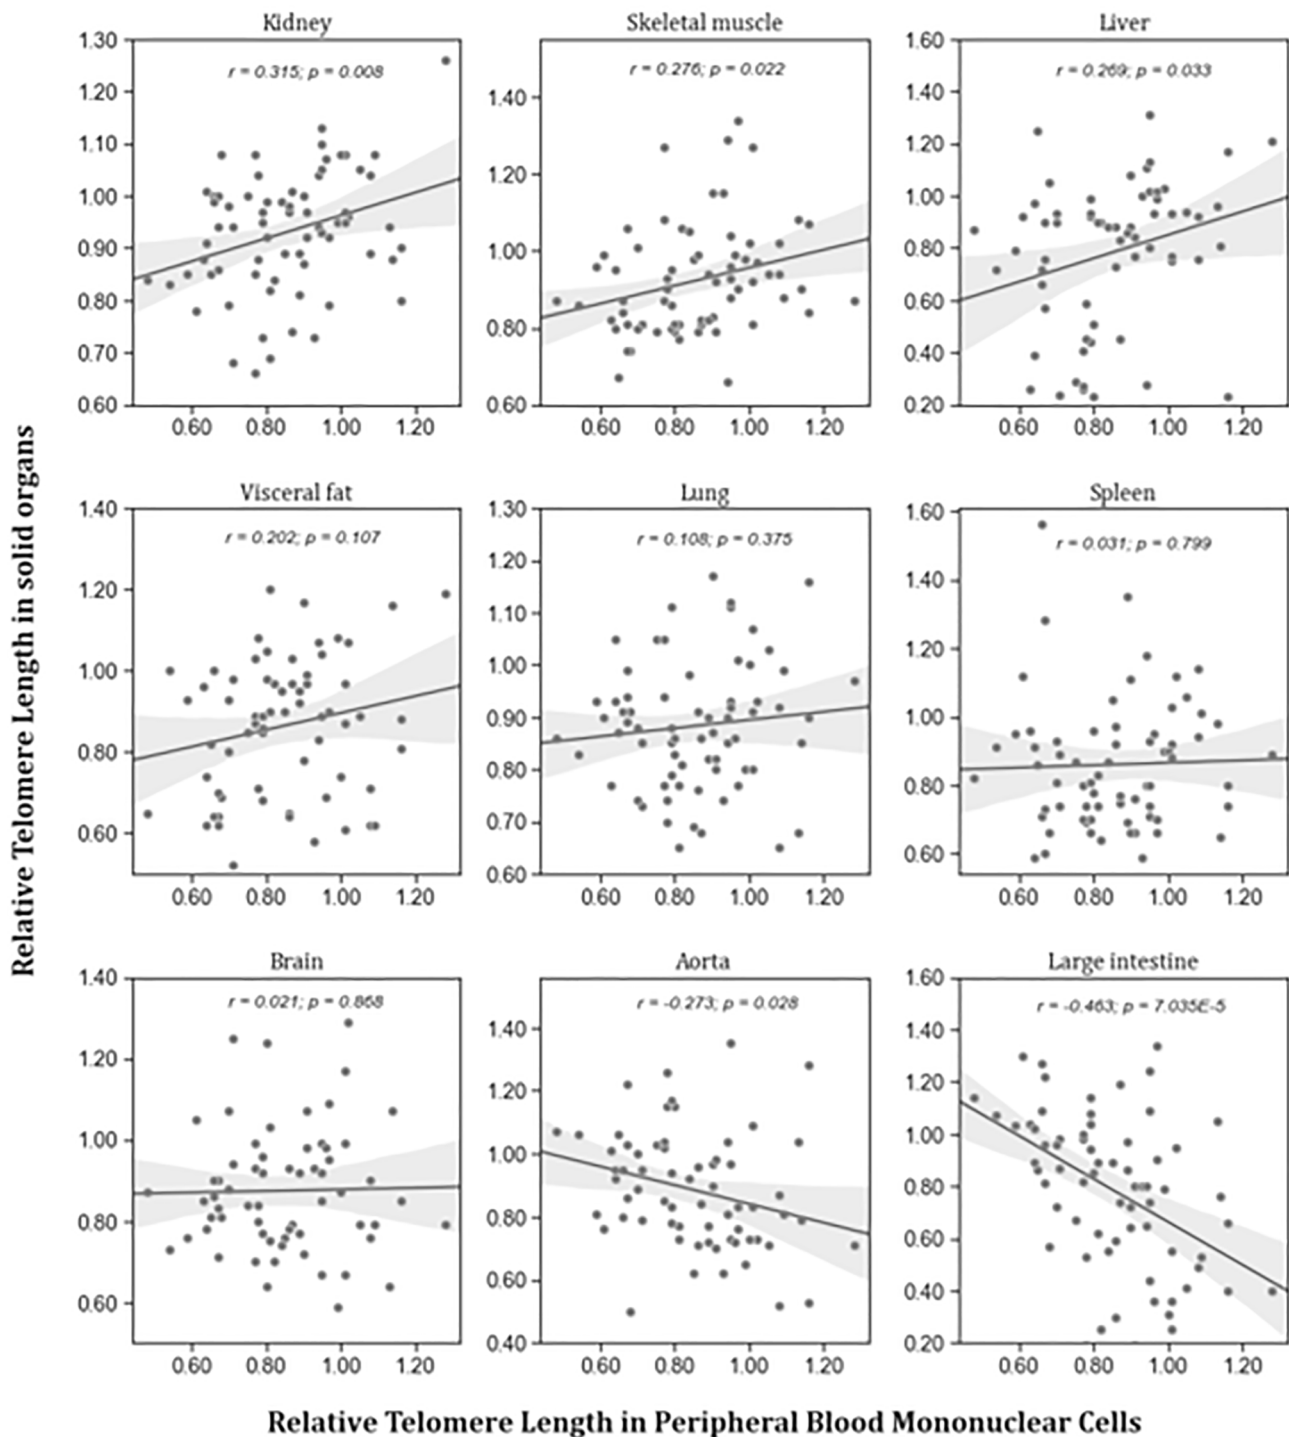 Kidney
Skeletal muscle
Liver
1.30
1.20
1.10
1.00
0.90
0.80
0.70
0.60
r = 0.315; p = 0.008
0.60 0.80 1.00 1.20
1.40
1.20
1.00
0.80
0.60
r = 0.276; p = 0.022
0.60 0.80 1.00 1.20
1.60
1.40
1.20
1.00
0.80
0.60
0.40
0.20
r = 0.269; p = 0.033
0.60 0.80 1.00 1.20
Relative Telomere Length in solid organs
Visceral fat
Lung
Spleen
1.40
1.20
1.00
0.80
0.60
r = 0.202; p = 0.107
0.60 0.80 1.00 1.20
1.30
1.20
1.10
1.00
0.90
0.80
0.70
0.60
r = 0.108; p = 0.375
0.60 0.80 1.00 1.20
1.60
1.40
1.20
1.00
0.80
0.60
r = 0.031; p = 0.799
0.60 0.80 1.00 1.20
Brain
Aorta
Large intestine
1.40
1.20
1.00
0.80
0.60
r = 0.021; p = 0.868
0.60 0.80 1.00 1.20
1.40
1.20
1.00
0.80
0.60
0.40
r = -0.273; p = 0.028
0.60 0.80 1.00 1.20
1.60
1.40
1.20
1.00
0.80
0.60
0.40
0.20
r = -0.463; p = 7.035E-5
0.60 0.80 1.00 1.20
Relative Telomere Length in Peripheral Blood Mononuclear Cells